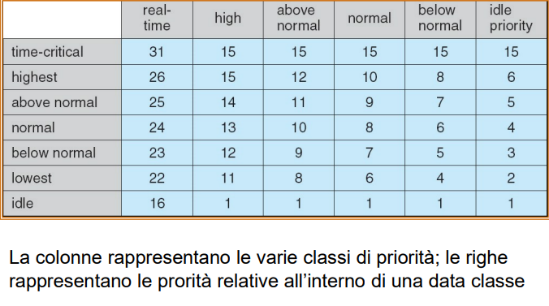 real-time high above normal normal below normal idle priority
time-critical 31 15 15 15 15 15
highest 26 15 12 10 8 6
above normal 25 14 11 9 7 5
normal 24 13 10 8 6 4
below normal 23 12 9 7 5 3
lowest 22 11 8 6 4 2
idle 16 1 1 1 1 1
La colonne rappresentano le varie classi di priorità; le righe
rappresentano le prorità relative all'interno di una data classe